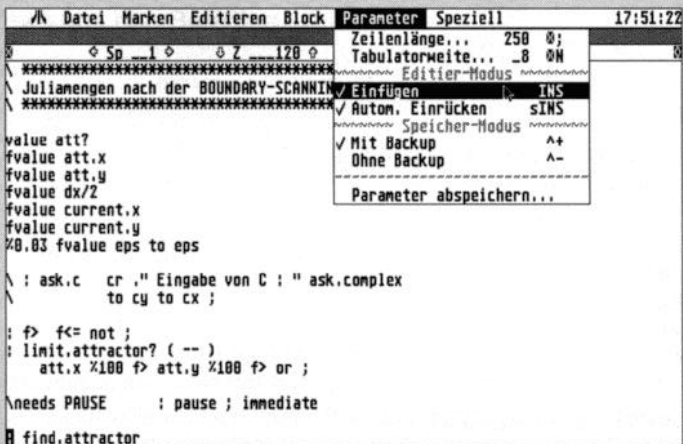 Datei Marken Editieren Block Parameter Speziell 17:51:22
Sp __1 Z ___120
\ ****************************************
\ Juliamengen nach der BOUNDARY-SCANNIN
\ ****************************************
value att?
fvalue att.x
fvalue att.y
fvalue dx/2
fvalue current.x
fvalue current.y
%0.03 fvalue eps to eps
\ : ask.c cr ." Eingabe von C : " ask.complex
\ to cy to cx ;
: f> f<= not ;
: limit.attractor? ( -- )
att.x %100 f> att.y %100 f> or ;
\needs PAUSE : pause ; immediate
: find.attractor
Zeilenlänge... 250 ;
Tabulatorweite... _8 N
Editier-Modus
✓ Einfügen INS
✓ Autom. Einrücken sINS
Speicher-Modus
✓ Mit Backup ^+
Ohne Backup ^-
Parameter abspeichern...